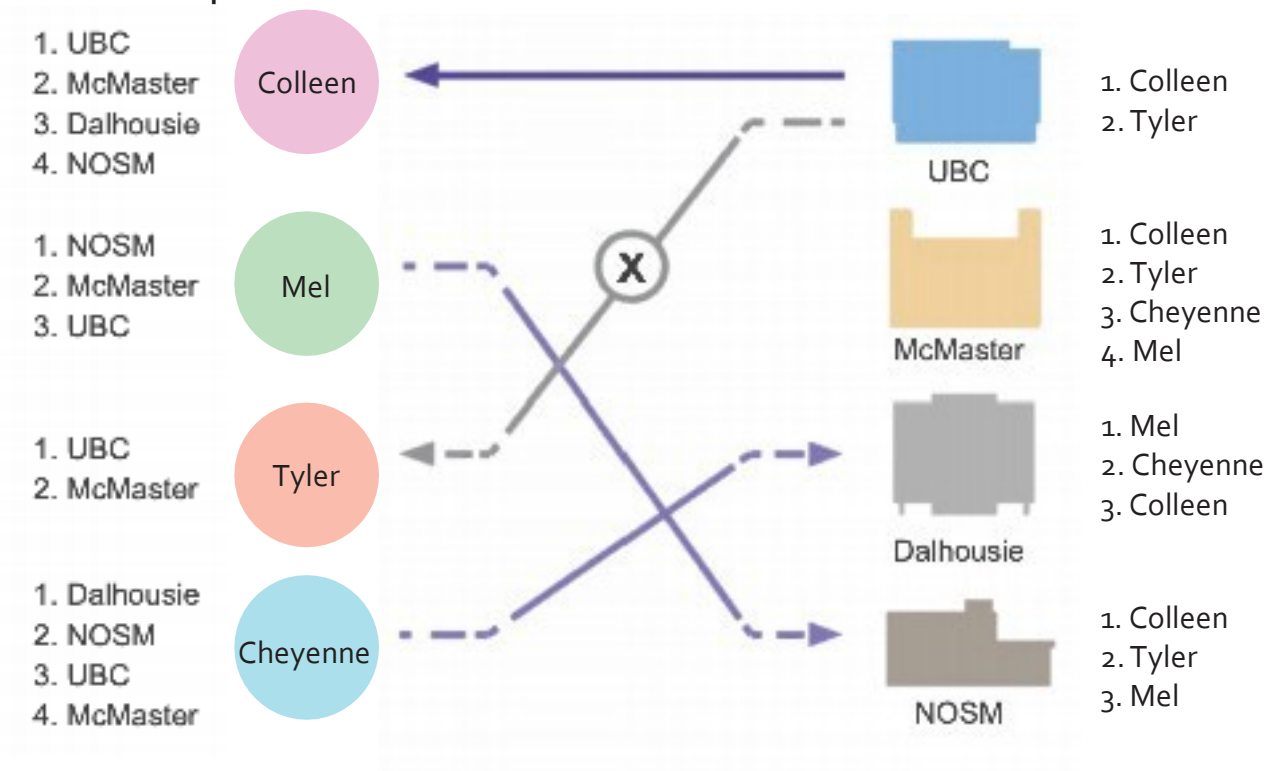 1. UBC
2. McMaster
3. Dalhousie
4. NOSM
Colleen
UBC
1. Colleen
2. Tyler
1. NOSM
2. McMaster
3. UBC
Mel
X
McMaster
1. Colleen
2. Tyler
3. Cheyenne
4. Mel
1. UBC
2. McMaster
Tyler
Dalhousie
1. Mel
2. Cheyenne
3. Colleen
1. Dalhousie
2. NOSM
3. UBC
4. McMaster
Cheyenne
NOSM
1. Colleen
2. Tyler
3. Mel